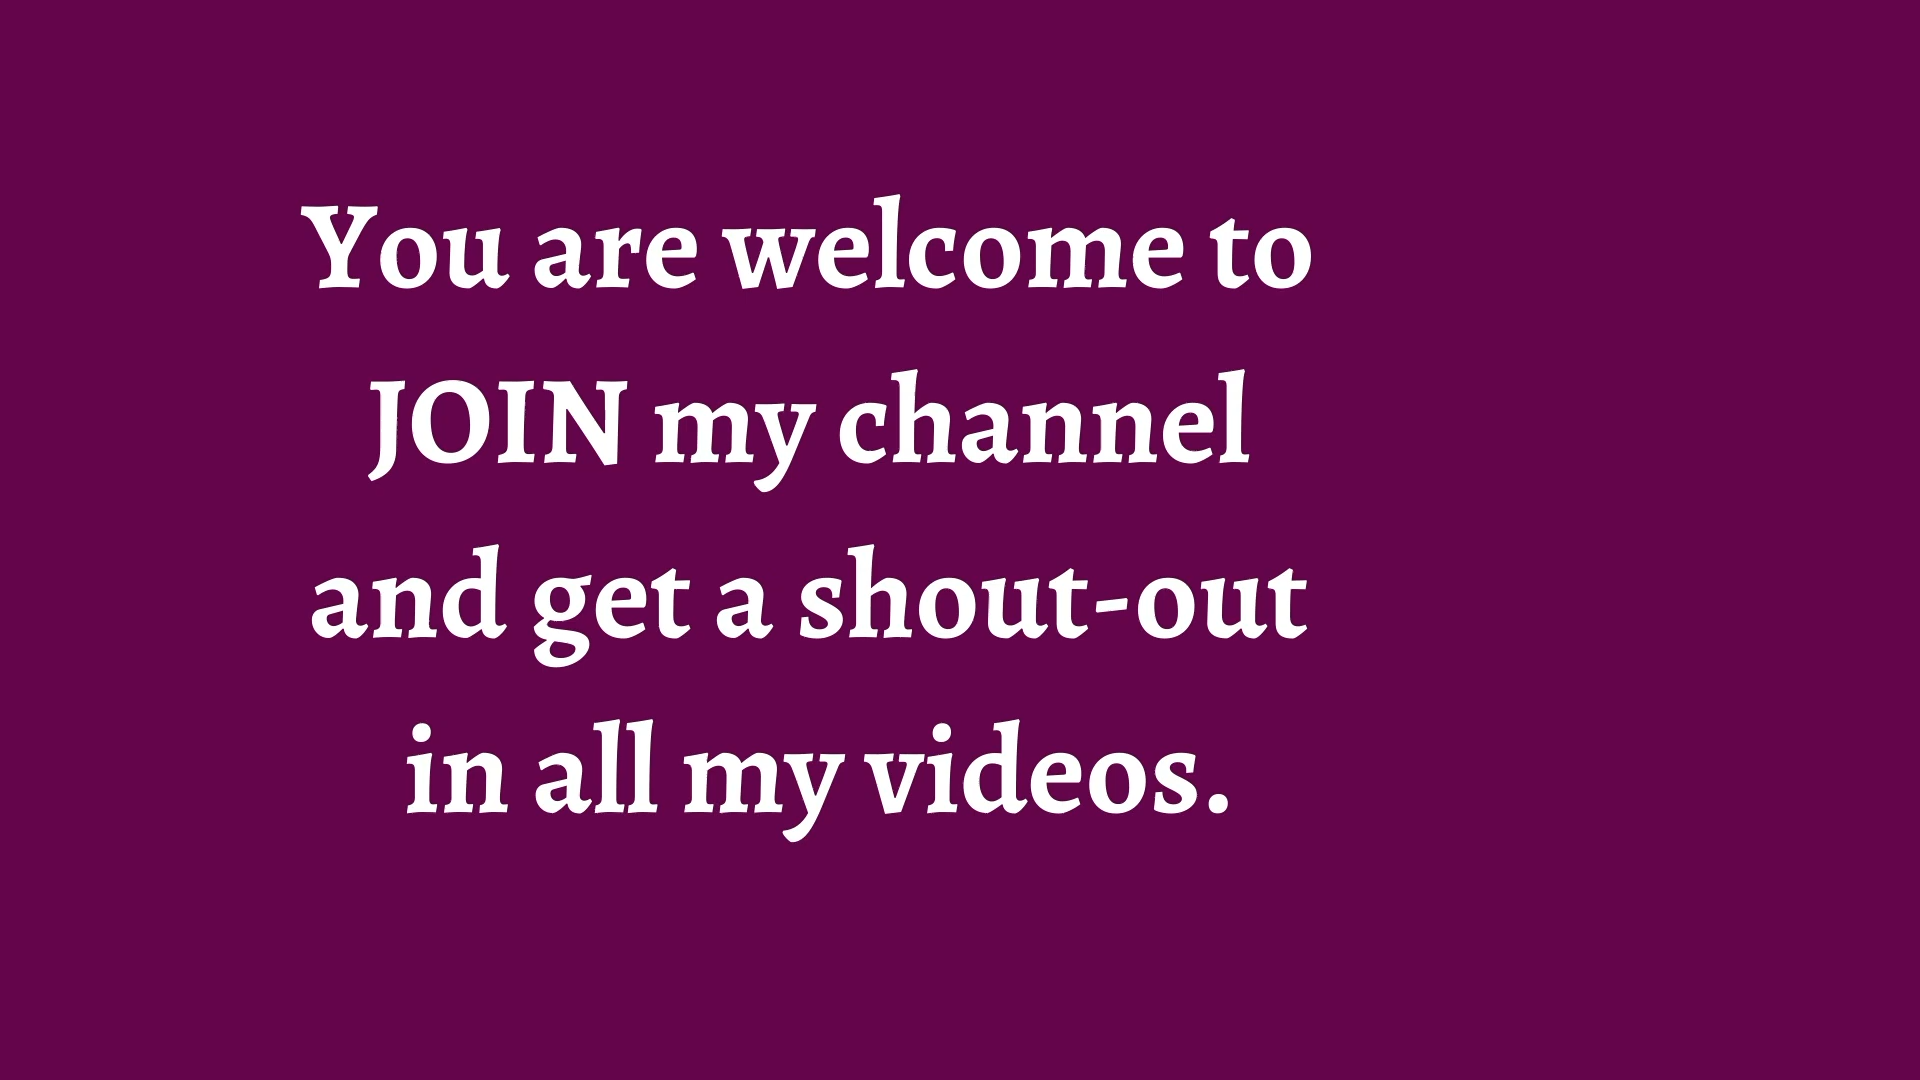 You are welcome to
JOIN my channel
and get a shout-out
in all my videos.